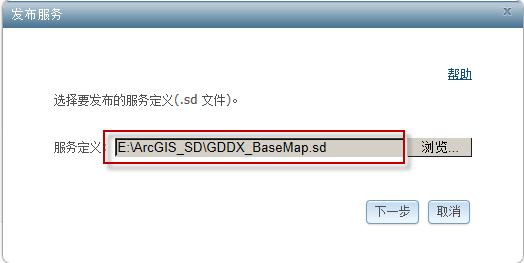 发布服务
x
帮助
选择要发布的服务定义(.sd 文件)。
服务定义: E:\ArcGIS_SD\GDDX_BaseMap.sd 浏览...
下一步 取消